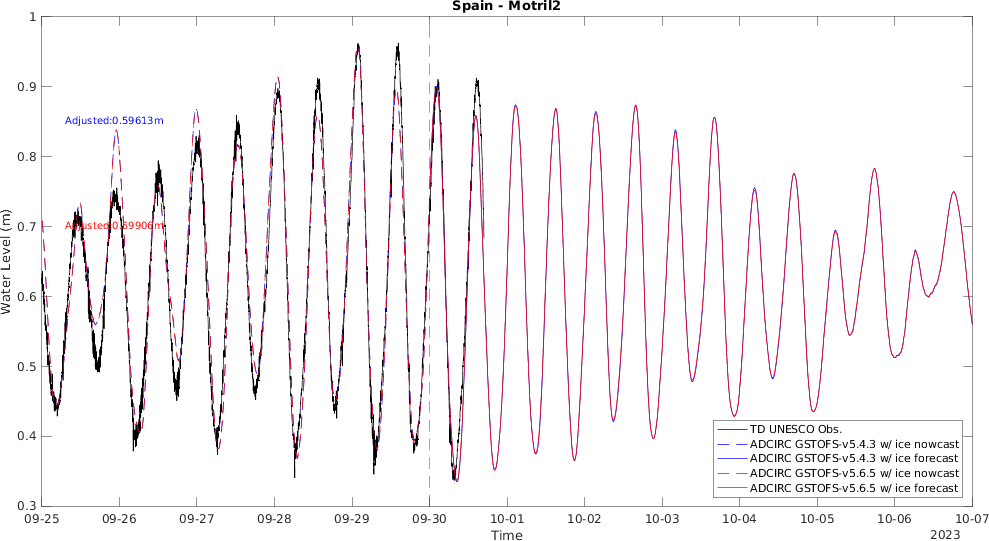 Spain - Motril2
1
0.9
0.8
0.7
0.6
0.5
0.4
0.3
Water Level (m)
Adjusted:0.59613m
Adjusted:0.59906m
TD UNESCO Obs.
ADCIRC GSTOFS-v5.4.3 w/ ice nowcast
ADCIRC GSTOFS-v5.4.3 w/ ice forecast
ADCIRC GSTOFS-v5.6.5 w/ ice nowcast
ADCIRC GSTOFS-v5.6.5 w/ ice forecast
09-25 09-26 09-27 09-28 09-29 09-30 10-01 10-02 10-03 10-04 10-05 10-06 10-07
Time
2023